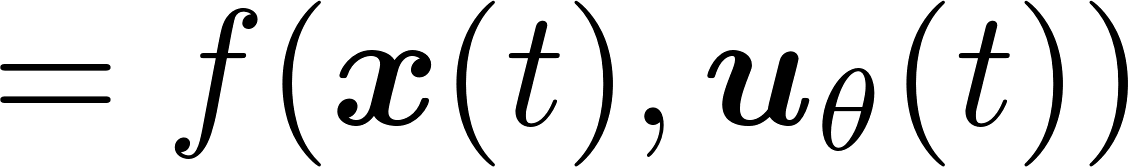 = f(𝒙(t), 𝒖_θ(t))